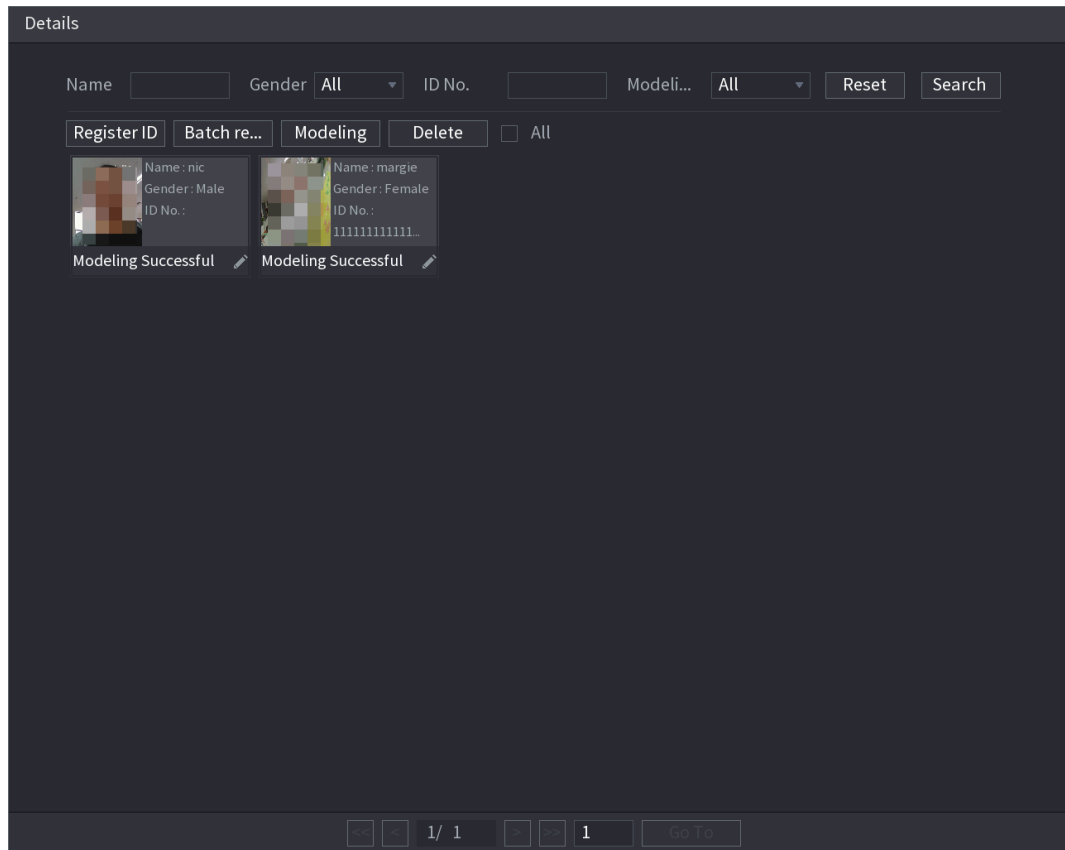 Details
Name Gender All ID No. Modeli... All Reset Search
Register ID Batch re... Modeling Delete All
Name : nic
Gender : Male
ID No. :
Modeling Successful
Name : margie
Gender : Female
ID No. :
111111111111...
Modeling Successful
<< < 1/ 1 > >> 1 Go To